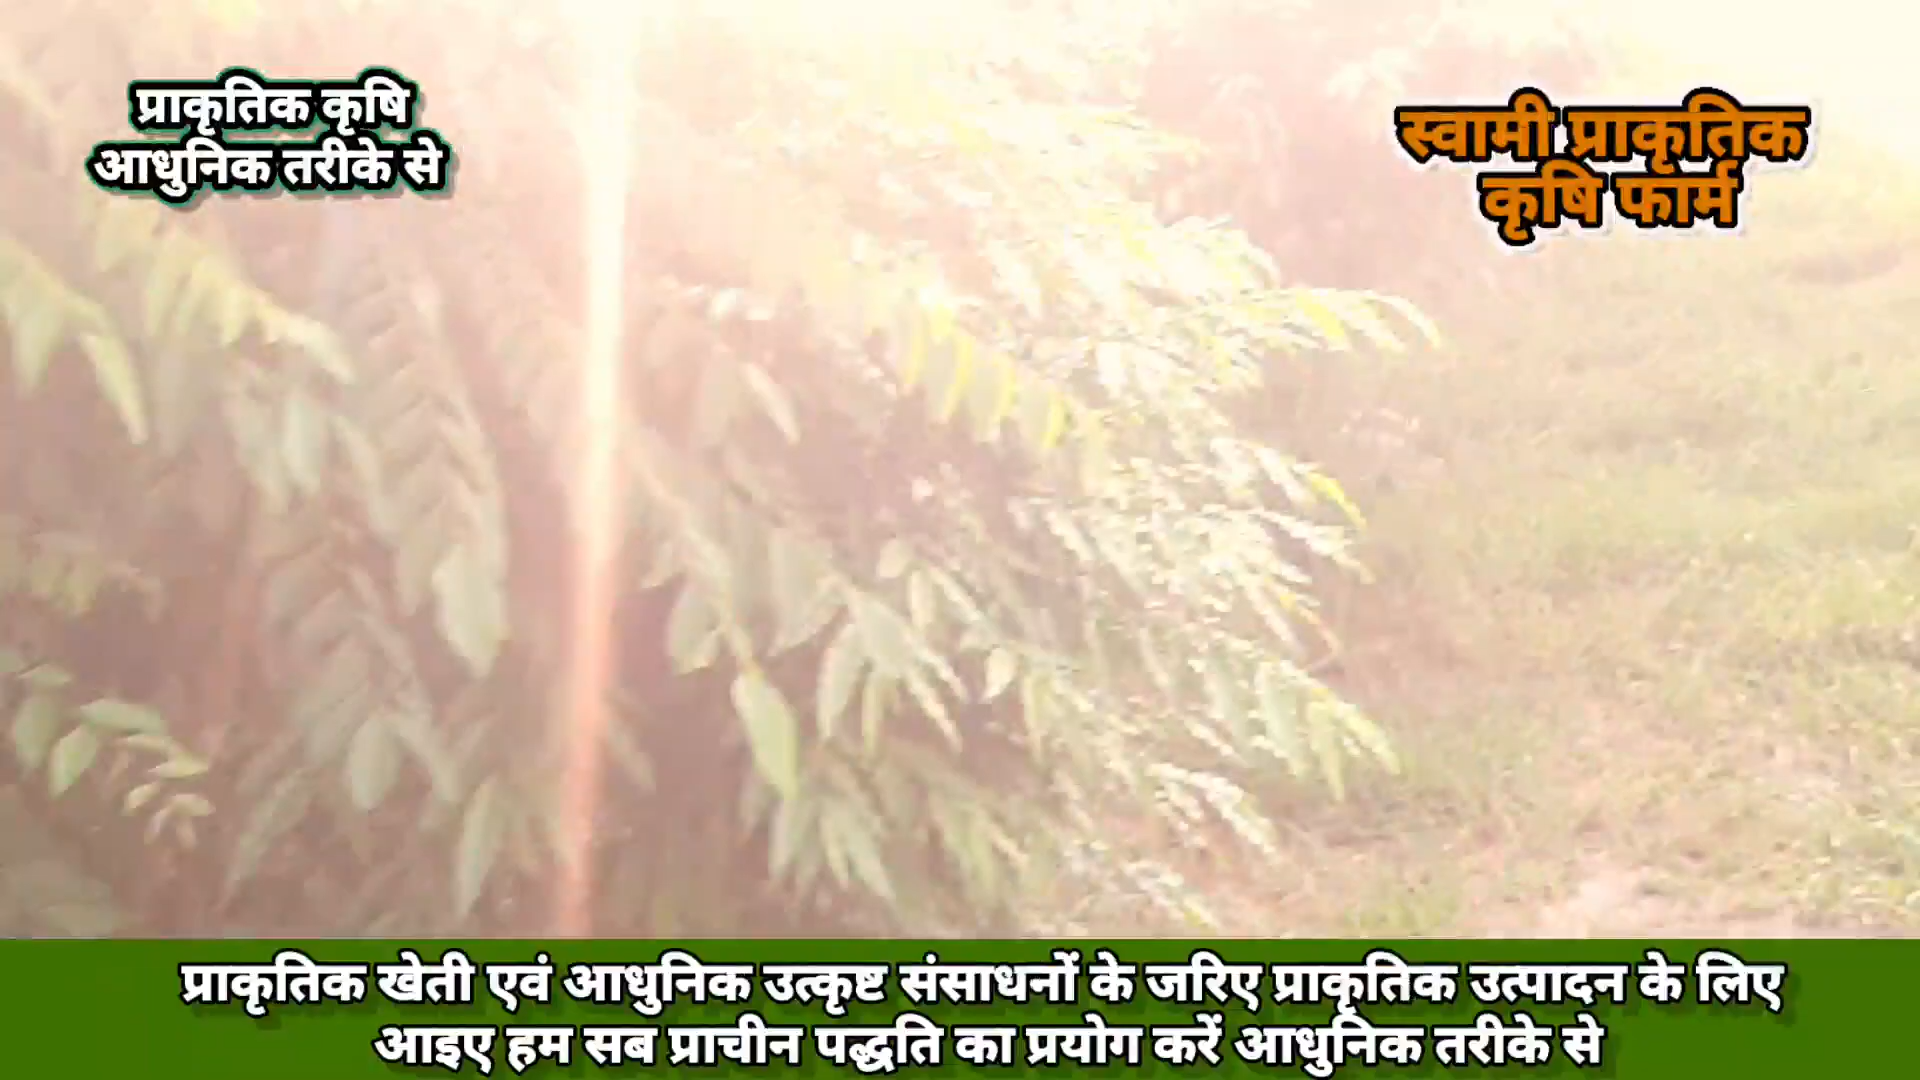 प्राकृतिक कृषि
आधुनिक तरीके से
स्वामी प्राकृतिक
कृषि फार्म
प्राकृतिक खेती एवं आधुनिक उत्कृष्ट संसाधनों के जरिए प्राकृतिक उत्पादन के लिए
आइए हम सब प्राचीन पद्धति का प्रयोग करें आधुनिक तरीके से